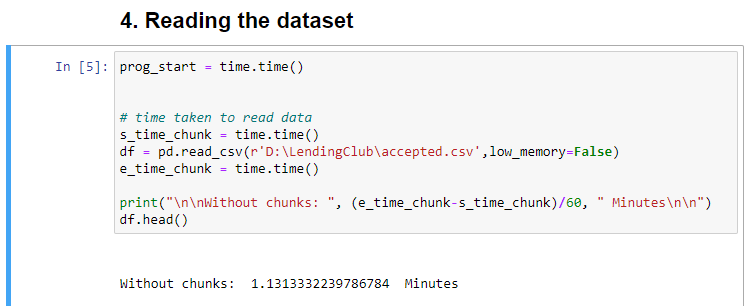 4. Reading the dataset
In [5]: prog_start = time.time()
# time taken to read data
s_time_chunk = time.time()
df = pd.read_csv(r'D:\LendingClub\accepted.csv',low_memory=False)
e_time_chunk = time.time()
print("\n\nWithout chunks: ", (e_time_chunk-s_time_chunk)/60, " Minutes\n\n")
df.head()
Without chunks:  1.1313332239786784  Minutes